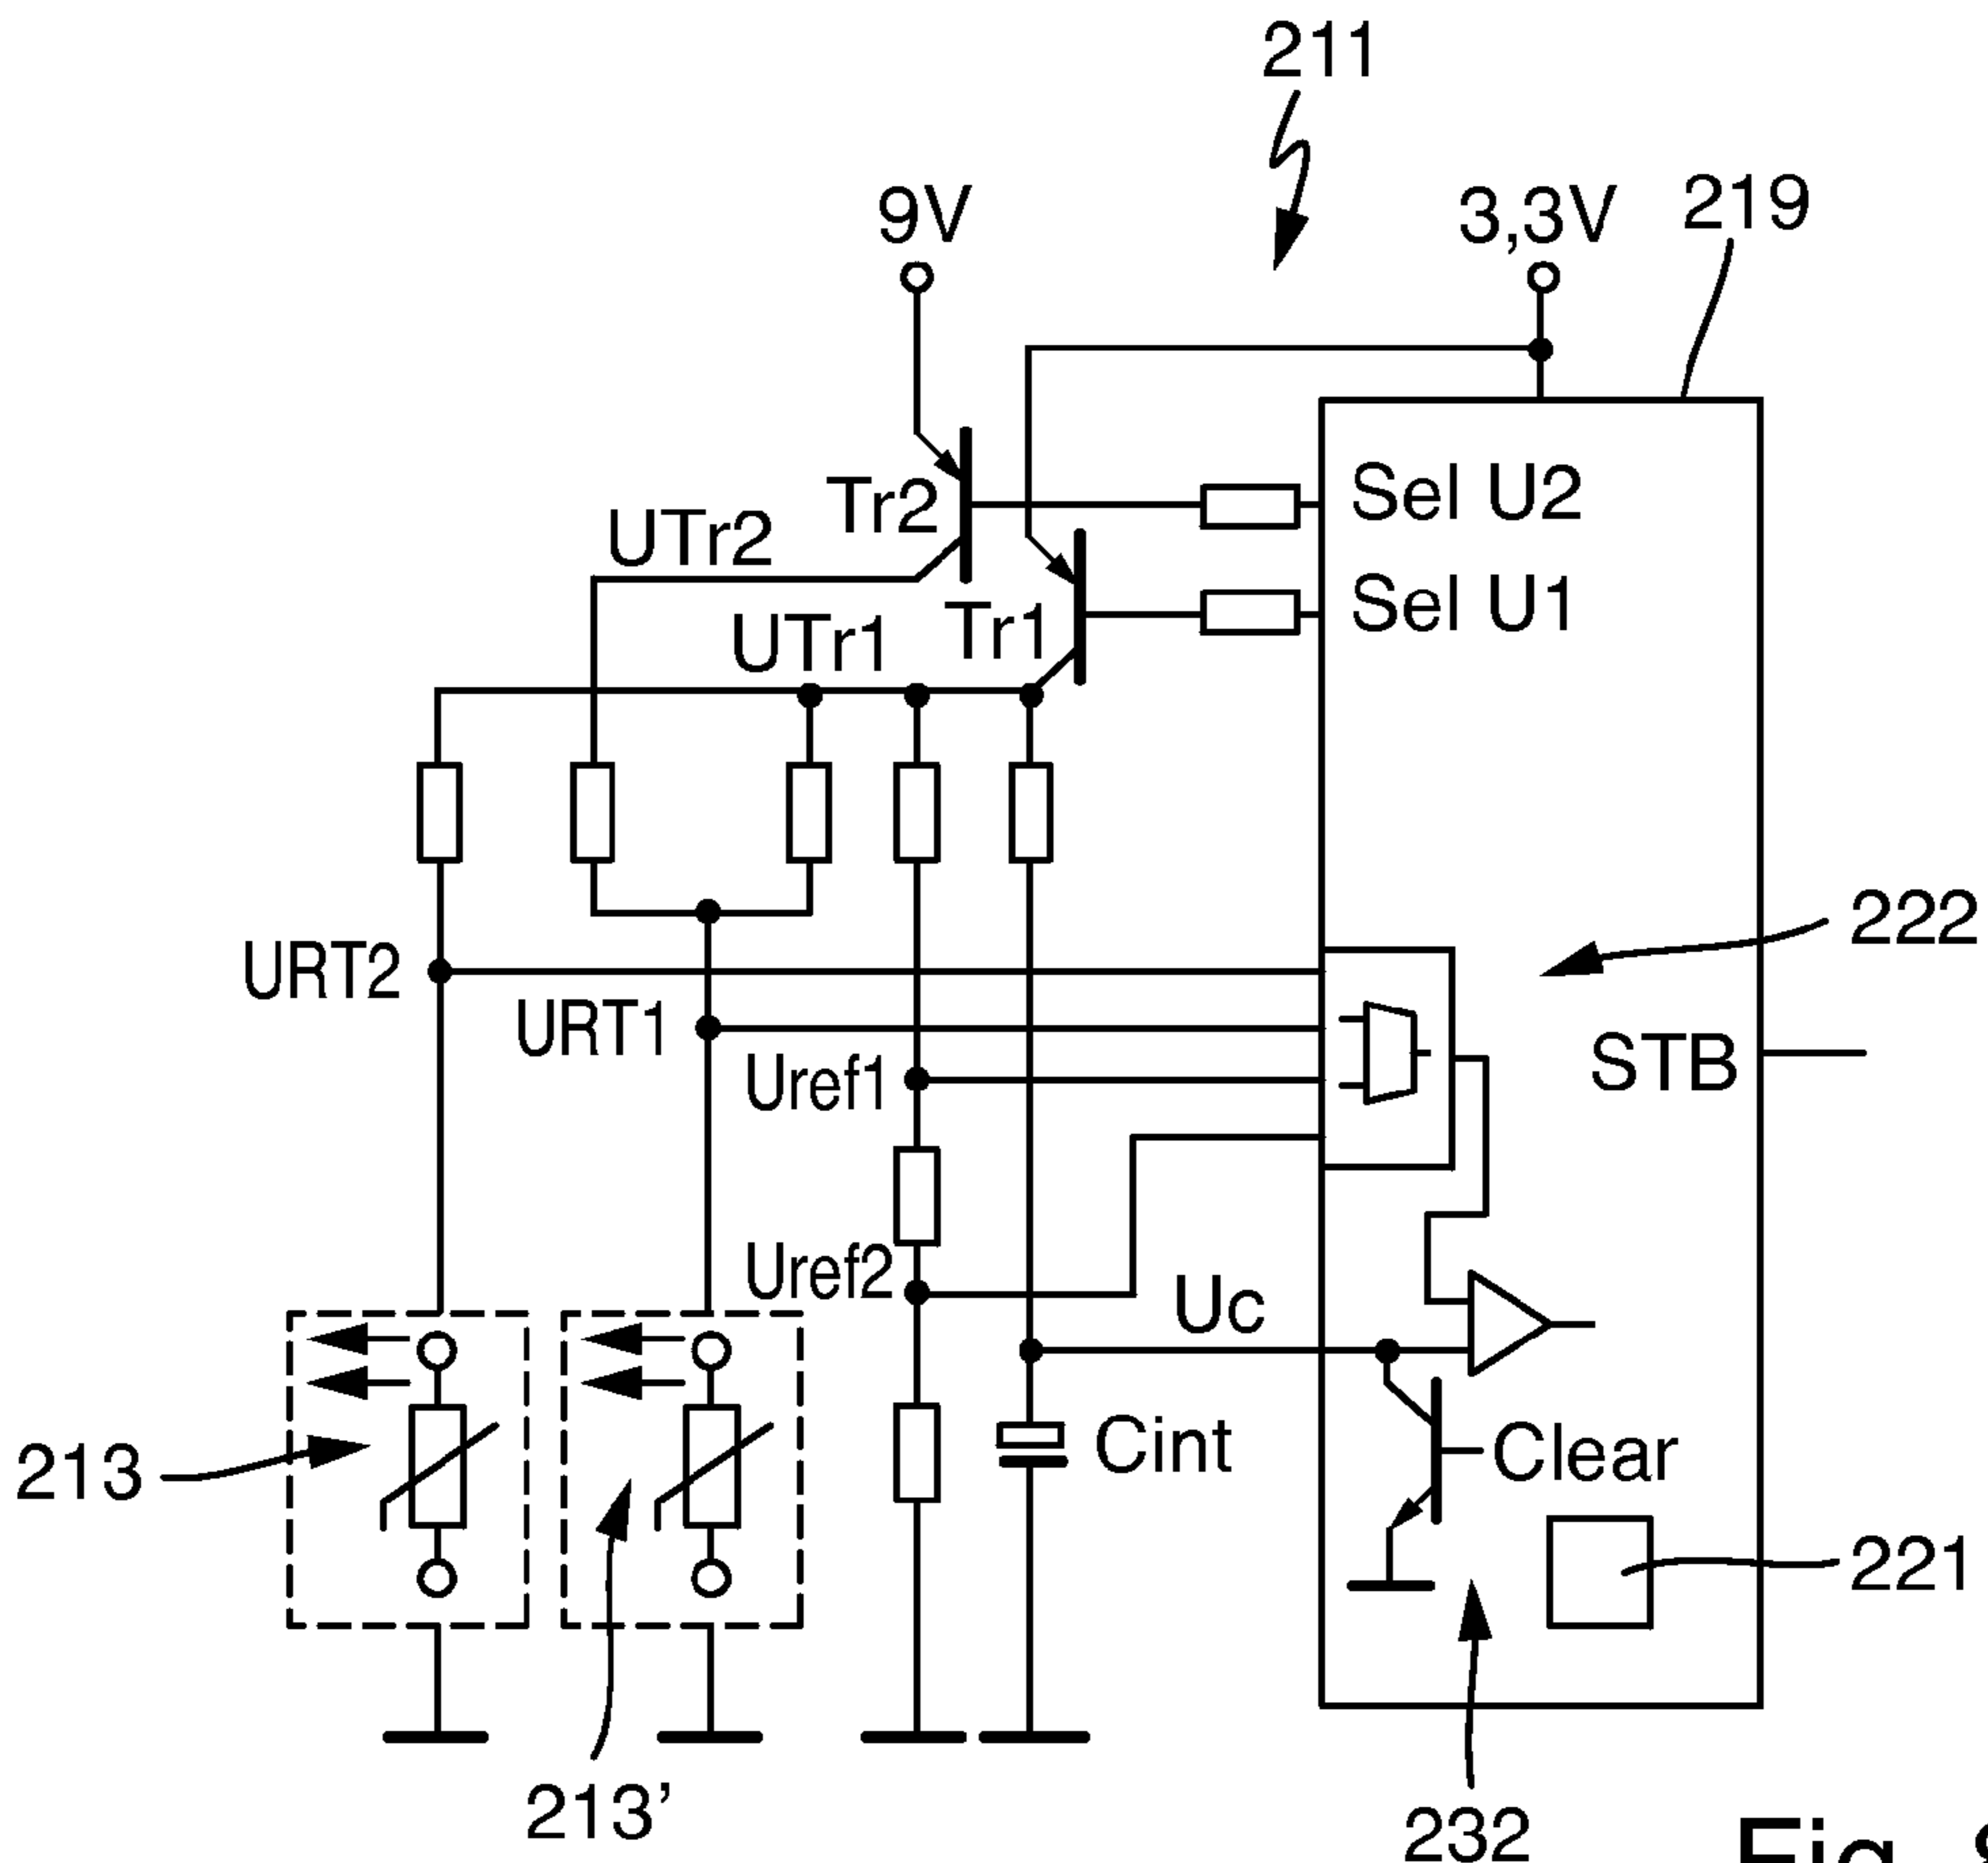 211
9V
3,3V
219
Tr2
Sel U2
UTr2
Sel U1
UTr1
Tr1
222
URT2
URT1
STB
Uref1
Uref2
Uc
213
Cint
Clear
221
213’
232
Fig.